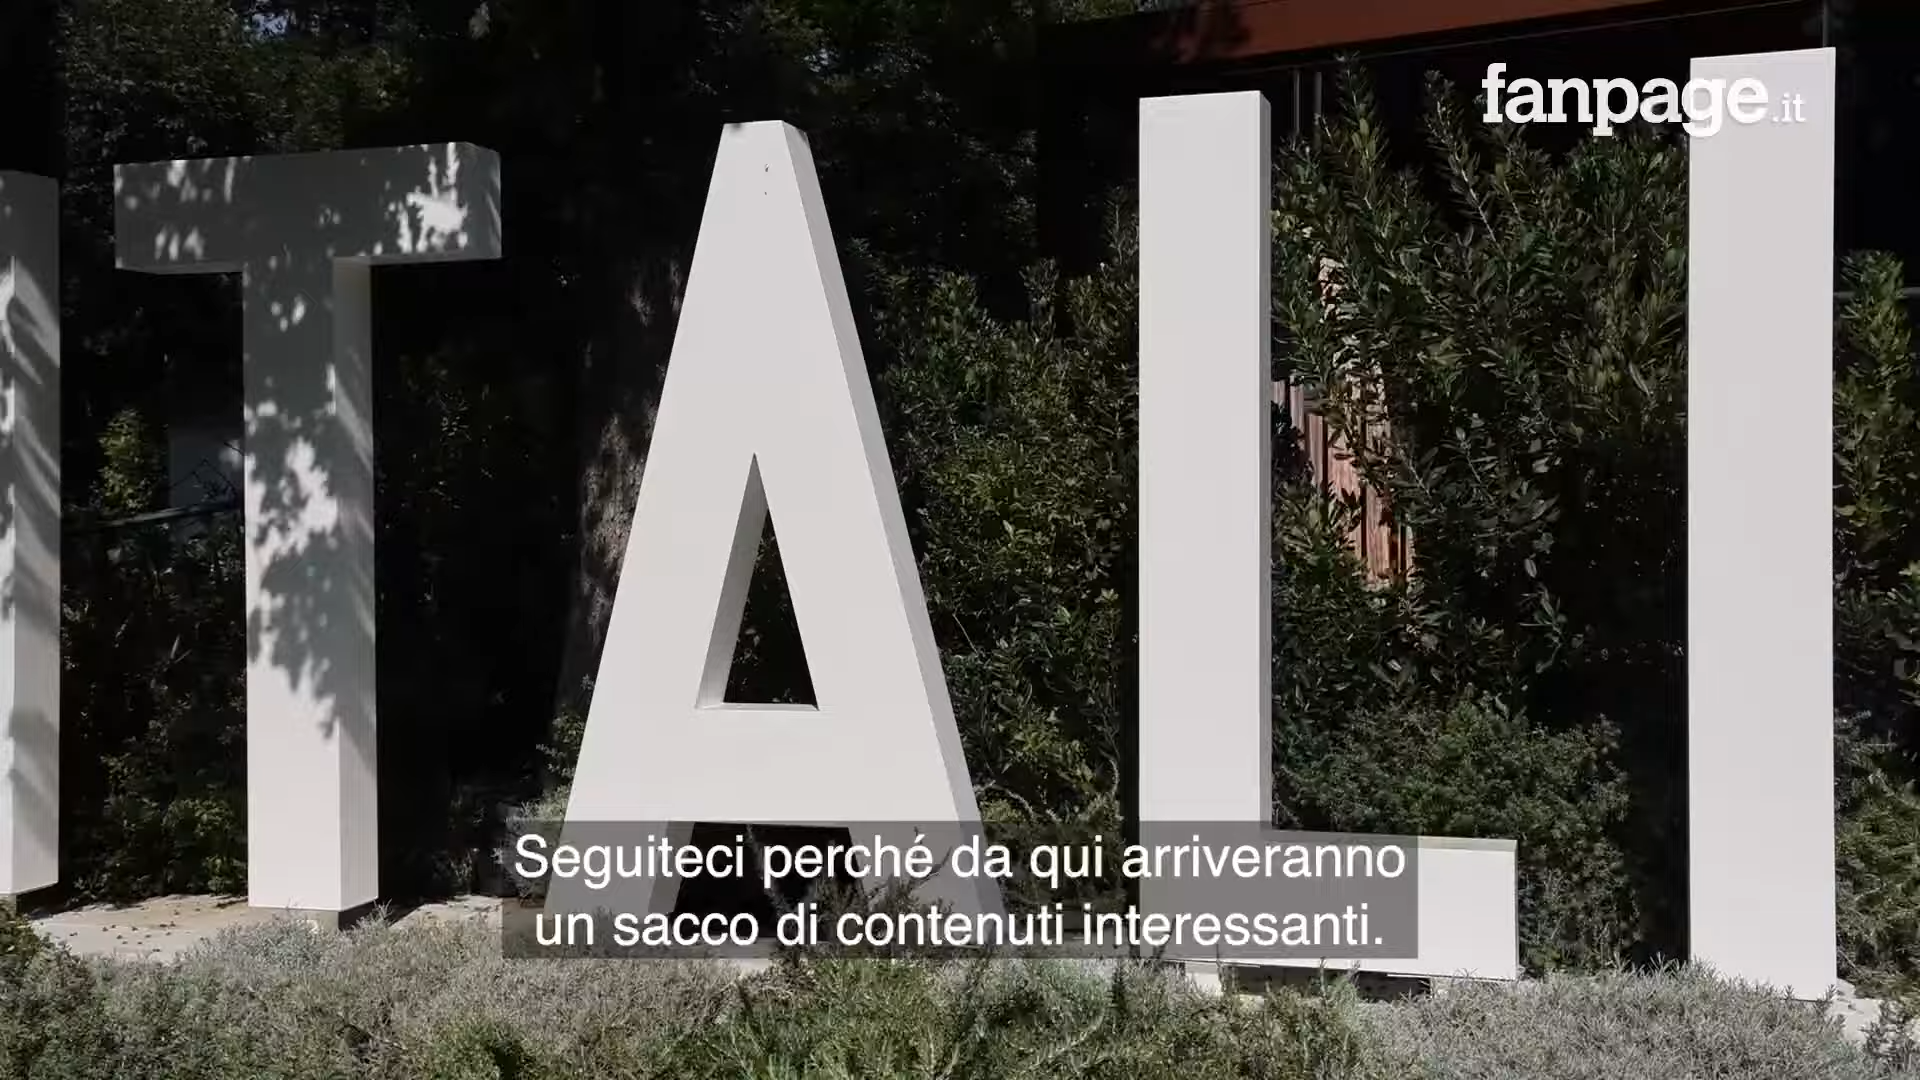 fanpage.it
ITALI
Seguiteci perché da qui arriveranno
un sacco di contenuti interessanti.